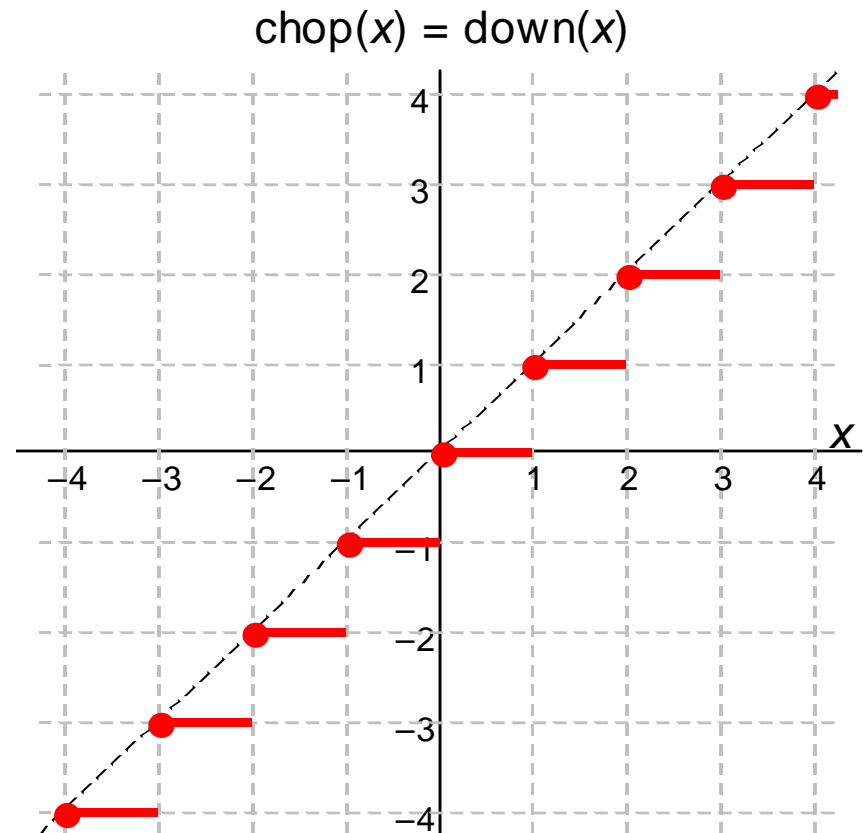 chop(x) = down(x)
4
3
2
1
x
–4 –3 –2 –1 1 2 3 4
–1
–2
–3
–4